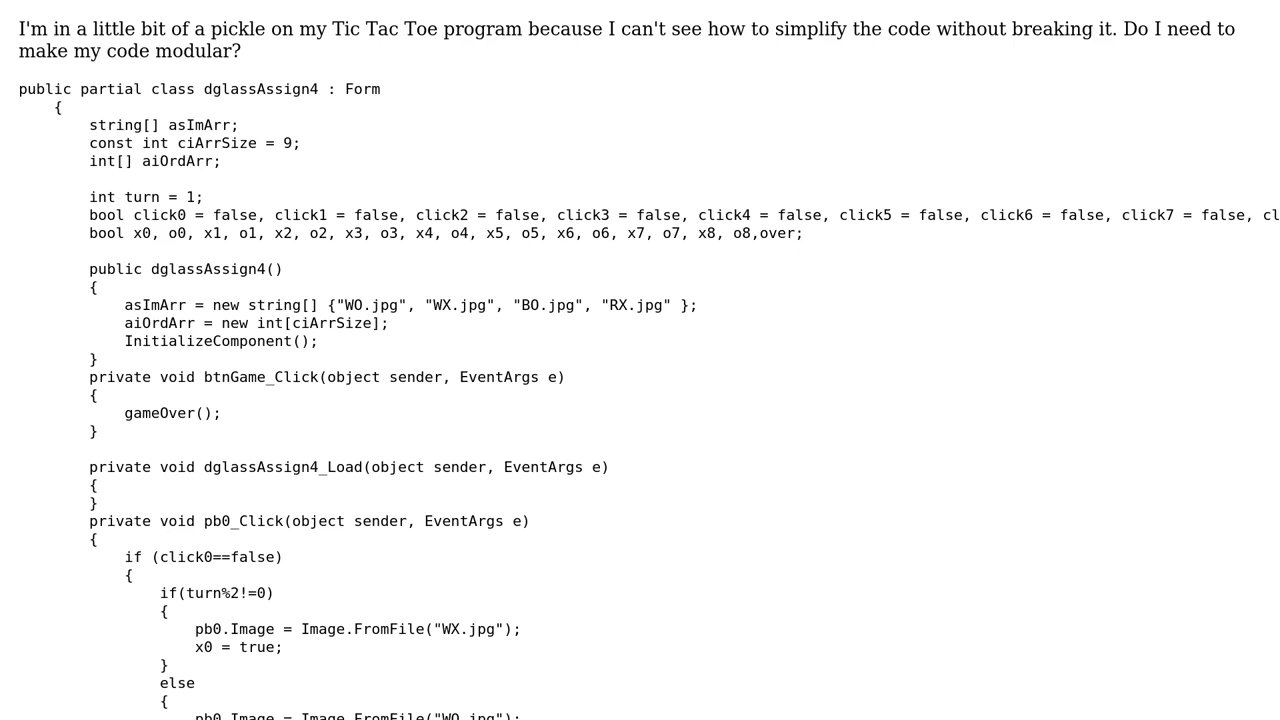 I'm in a little bit of a pickle on my Tic Tac Toe program because I can't see how to simplify the code without breaking it. Do I need to
make my code modular?
public partial class dglassAssign4 : Form
{
string[] asImArr;
const int ciArrSize = 9;
int[] aiOrdArr;
int turn = 1;
bool click0 = false, click1 = false, click2 = false, click3 = false, click4 = false, click5 = false, click6 = false, click7 = false, cl
bool x0, o0, x1, o1, x2, o2, x3, o3, x4, o4, x5, o5, x6, o6, x7, o7, x8, o8,over;
public dglassAssign4()
{
asImArr = new string[] {"WO.jpg", "WX.jpg", "BO.jpg", "RX.jpg" };
aiOrdArr = new int[ciArrSize];
InitializeComponent();
}
private void btnGame_Click(object sender, EventArgs e)
{
gameOver();
}
private void dglassAssign4_Load(object sender, EventArgs e)
{
}
private void pb0_Click(object sender, EventArgs e)
{
if (click0==false)
{
if(turn%2!=0)
{
pb0.Image = Image.FromFile("WX.jpg");
x0 = true;
}
else
{
pb0.Image = Image.FromFile("WO.jpg");